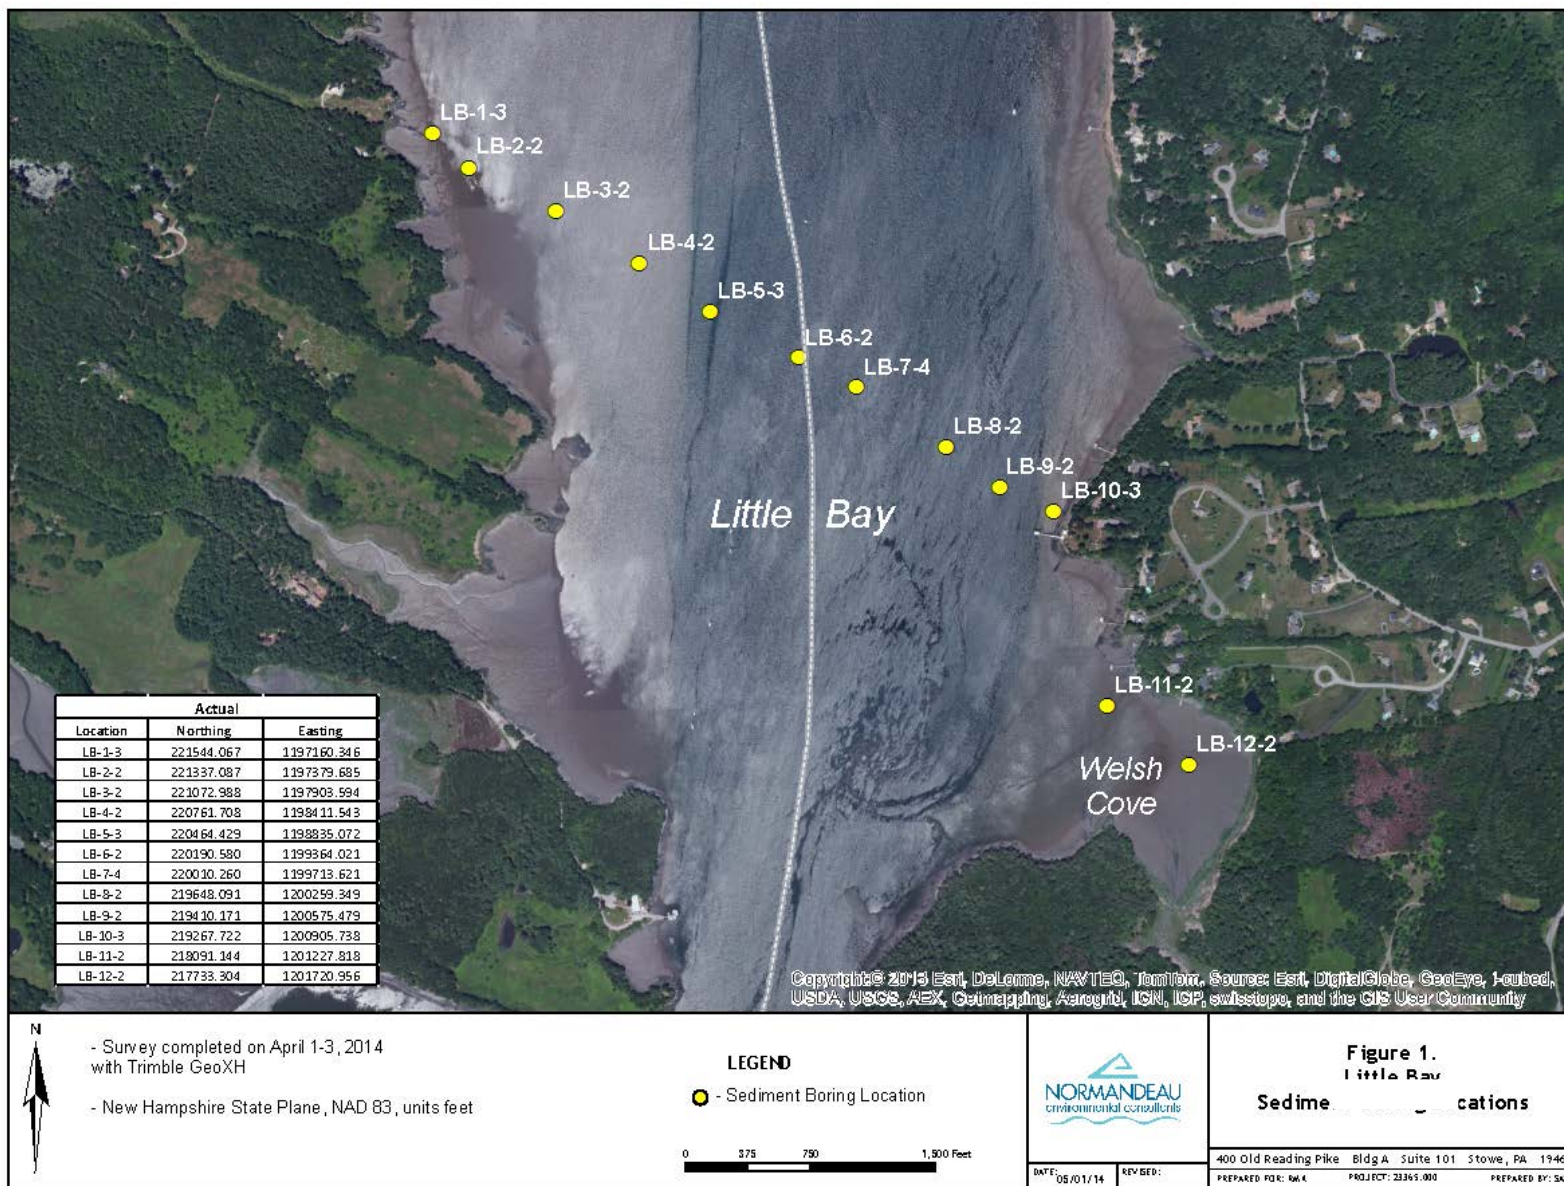 LB-1-3
LB-2-2
LB-3-2
LB-4-2
LB-5-3
LB-6-2
LB-7-4
LB-8-2
LB-9-2
LB-10-3
Little Bay
LB-11-2
LB-12-2
Welsh
Cove
Actual
Location Northing Easting
LB-1-3 221544.067 1197160.346
LB-2-2 221337.087 1197379.685
LB-3-2 221072.988 1197903.594
LB-4-2 220761.708 1198411.543
LB-5-3 220464.429 1198835.072
LB-6-2 220190.580 1199364.021
LB-7-4 220010.260 1199713.621
LB-8-2 219648.091 1200259.349
LB-9-2 219410.171 1200575.479
LB-10-3 219267.722 1200905.738
LB-11-2 218091.144 1201227.818
LB-12-2 217733.304 1201720.956
Copyright:© 2013 Esri, DeLorme, NAVTEQ, TomTom, Source: Esri, DigitalGlobe, GeoEye, i-cubed,
USDA, USGS, AEX, Getmapping, Aerogrid, IGN, IGP, swisstopo, and the GIS User Community
N
- Survey completed on April 1-3, 2014
with Trimble GeoXH
- New Hampshire State Plane, NAD 83, units feet
LEGEND
- Sediment Boring Location
0 375 750 1,500 Feet
NORMANDEAU
environmental consultants
DATE: 05/01/14 REVISED:
Figure 1.
Little Bay
Sedime cations
400 Old Reading Pike Bldg A Suite 101 Stowe, PA 1946
PREPARED FOR: PROJECT: 23365.000 PREPARED BY: